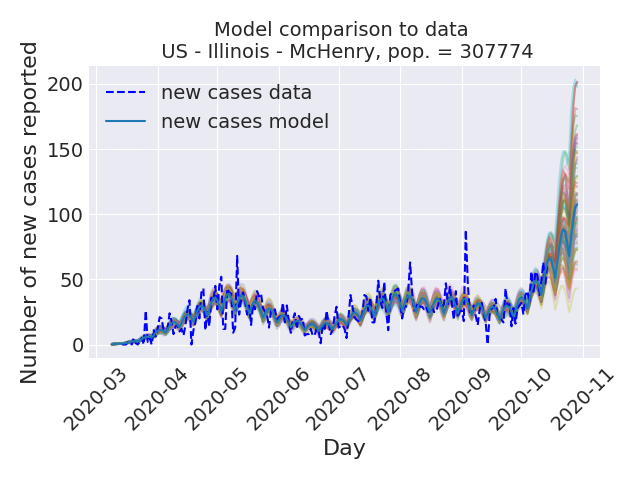 Model comparison to data
US - Illinois - McHenry, pop. = 307774
Number of new cases reported
200
150
100
50
0
new cases data
new cases model
2020-03
2020-04
2020-05
2020-06
2020-07
2020-08
2020-09
2020-10
2020-11
Day